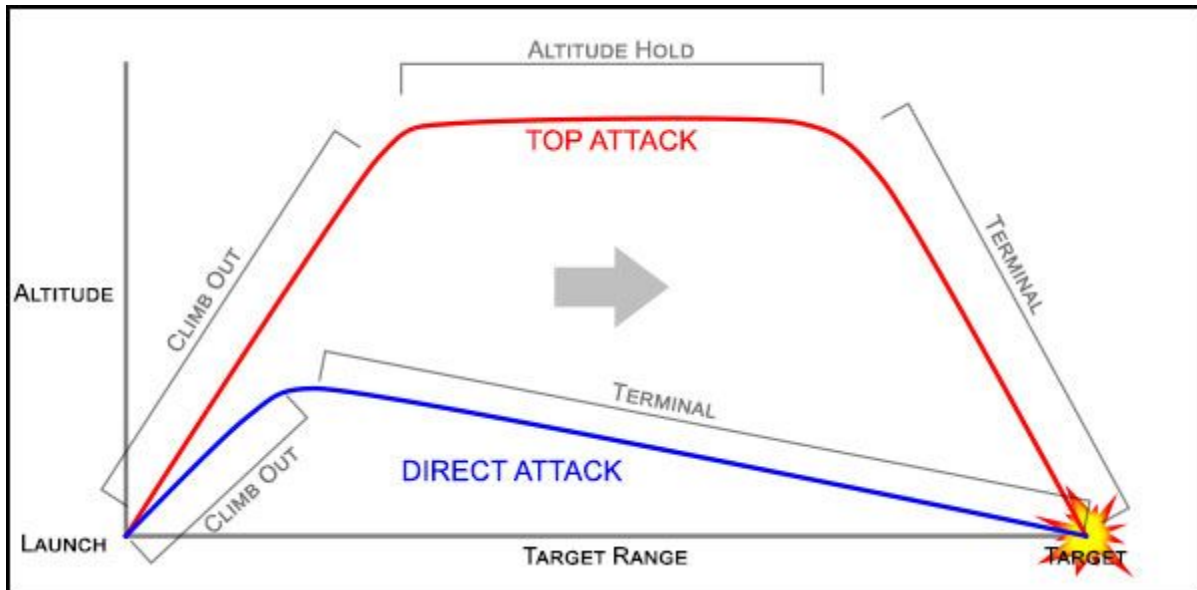 ALTITUDE HOLD
TOP ATTACK
CLIMB OUT
TERMINAL
ALTITUDE
TERMINAL
DIRECT ATTACK
CLIMB OUT
LAUNCH
TARGET RANGE
TARGET